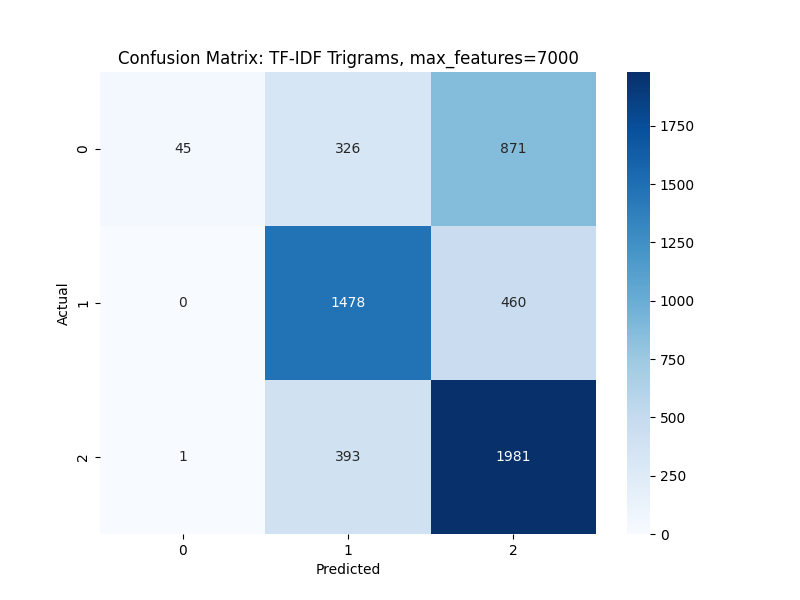 Confusion Matrix: TF-IDF Trigrams, max_features=7000
0 45 326 871
1 0 1478 460
2 1 393 1981
0 1 2
Actual
Predicted
1750
1500
1250
1000
750
500
250
0